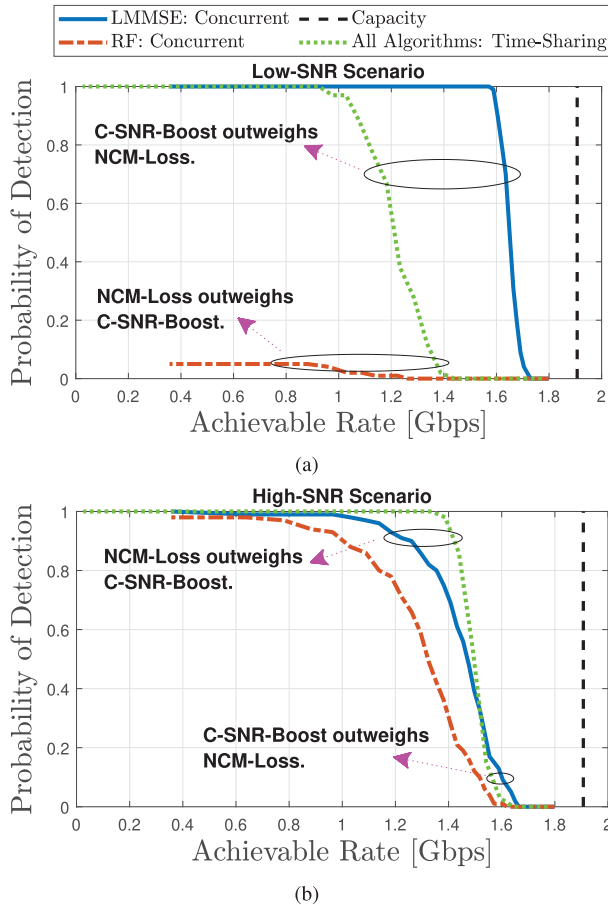 LMMSE: Concurrent
Capacity
RF: Concurrent
All Algorithms: Time-Sharing
Low-SNR Scenario
1
0.8
0.6
0.4
0.2
0
Probability of Detection
C-SNR-Boost outweighs
NCM-Loss.
NCM-Loss outweighs
C-SNR-Boost.
0 0.2 0.4 0.6 0.8 1 1.2 1.4 1.6 1.8 2
Achievable Rate [Gbps]
(a)
High-SNR Scenario
1
0.8
0.6
0.4
0.2
0
Probability of Detection
NCM-Loss outweighs
C-SNR-Boost.
C-SNR-Boost outweighs
NCM-Loss.
0 0.2 0.4 0.6 0.8 1 1.2 1.4 1.6 1.8 2
Achievable Rate [Gbps]
(b)